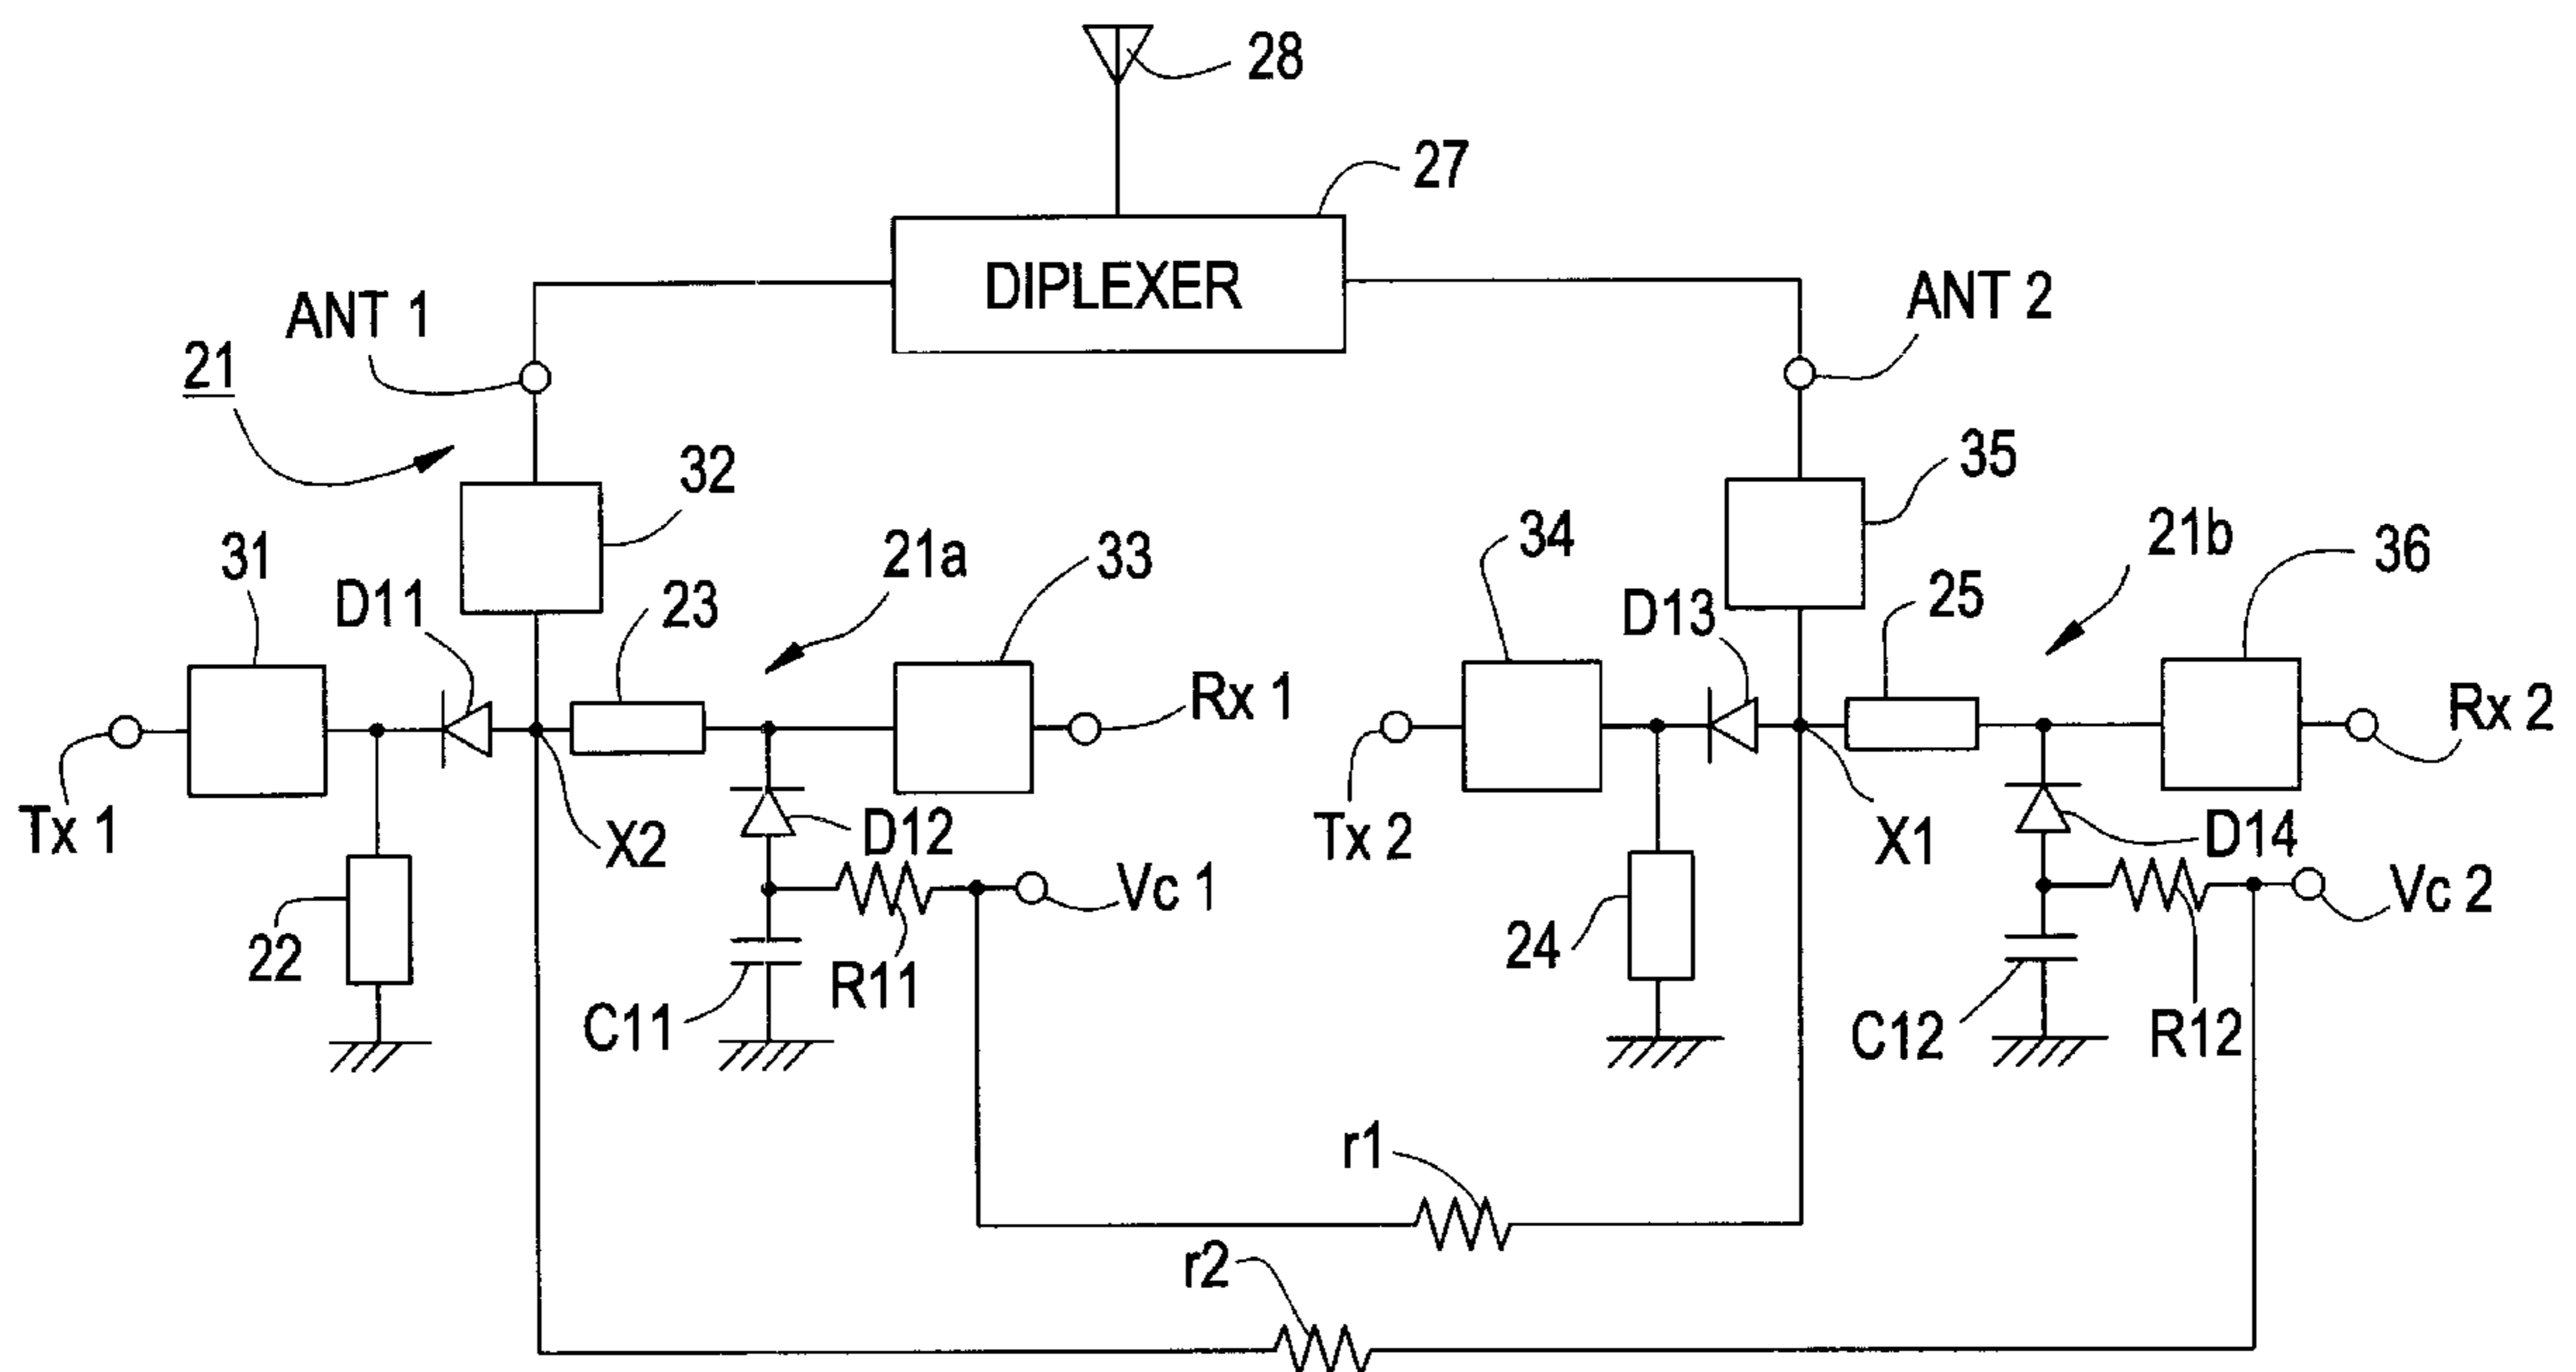 28
27
DIPLEXER
ANT 1
ANT 2
21
32
35
31
D11
23
21a
33
34
D13
25
21b
36
Rx 1
Rx 2
Tx 1
X2
D12
Tx 2
X1
D14
Vc 1
Vc 2
22
C11
R11
24
C12
R12
r1
r2